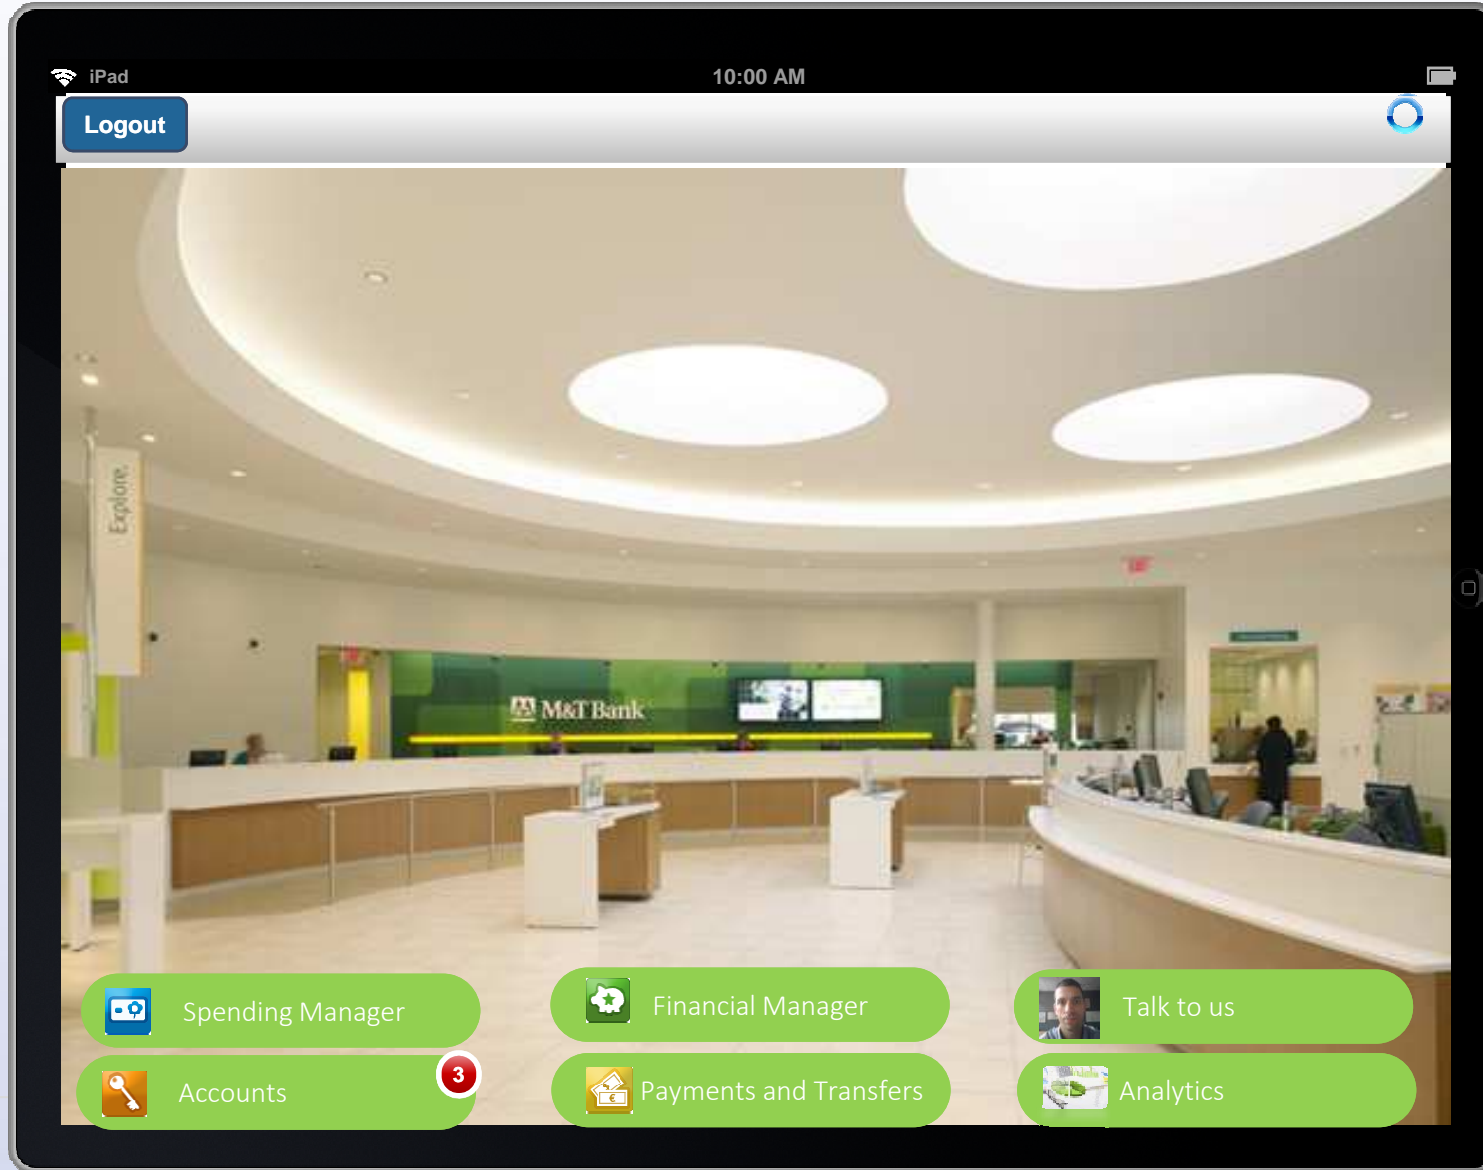 iPad
10:00 AM
Logout
Explore.
M&T Bank
Spending Manager
Financial Manager
Talk to us
Accounts
3
Payments and Transfers
Analytics